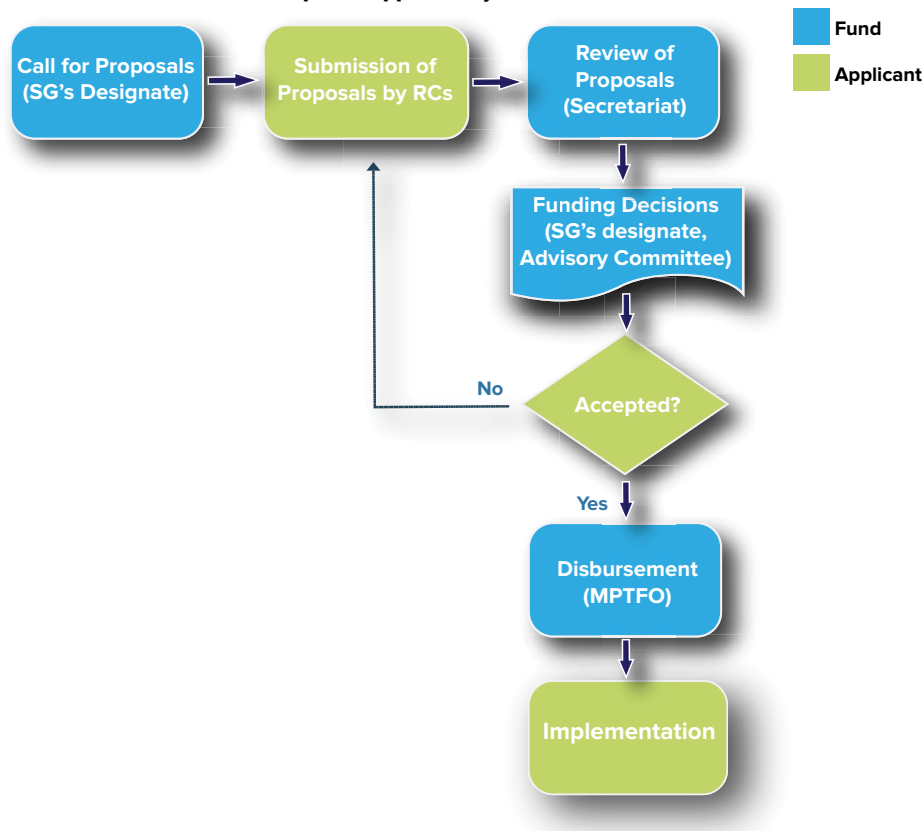 Fund
Applicant
Call for Proposals
(SG's Designate)
Submission of
Proposals by RCs
Review of
Proposals
(Secretariat)
Funding Decisions
(SG's designate,
Advisory Committee)
Accepted?
No
Yes
Disbursement
(MPTFO)
Implementation